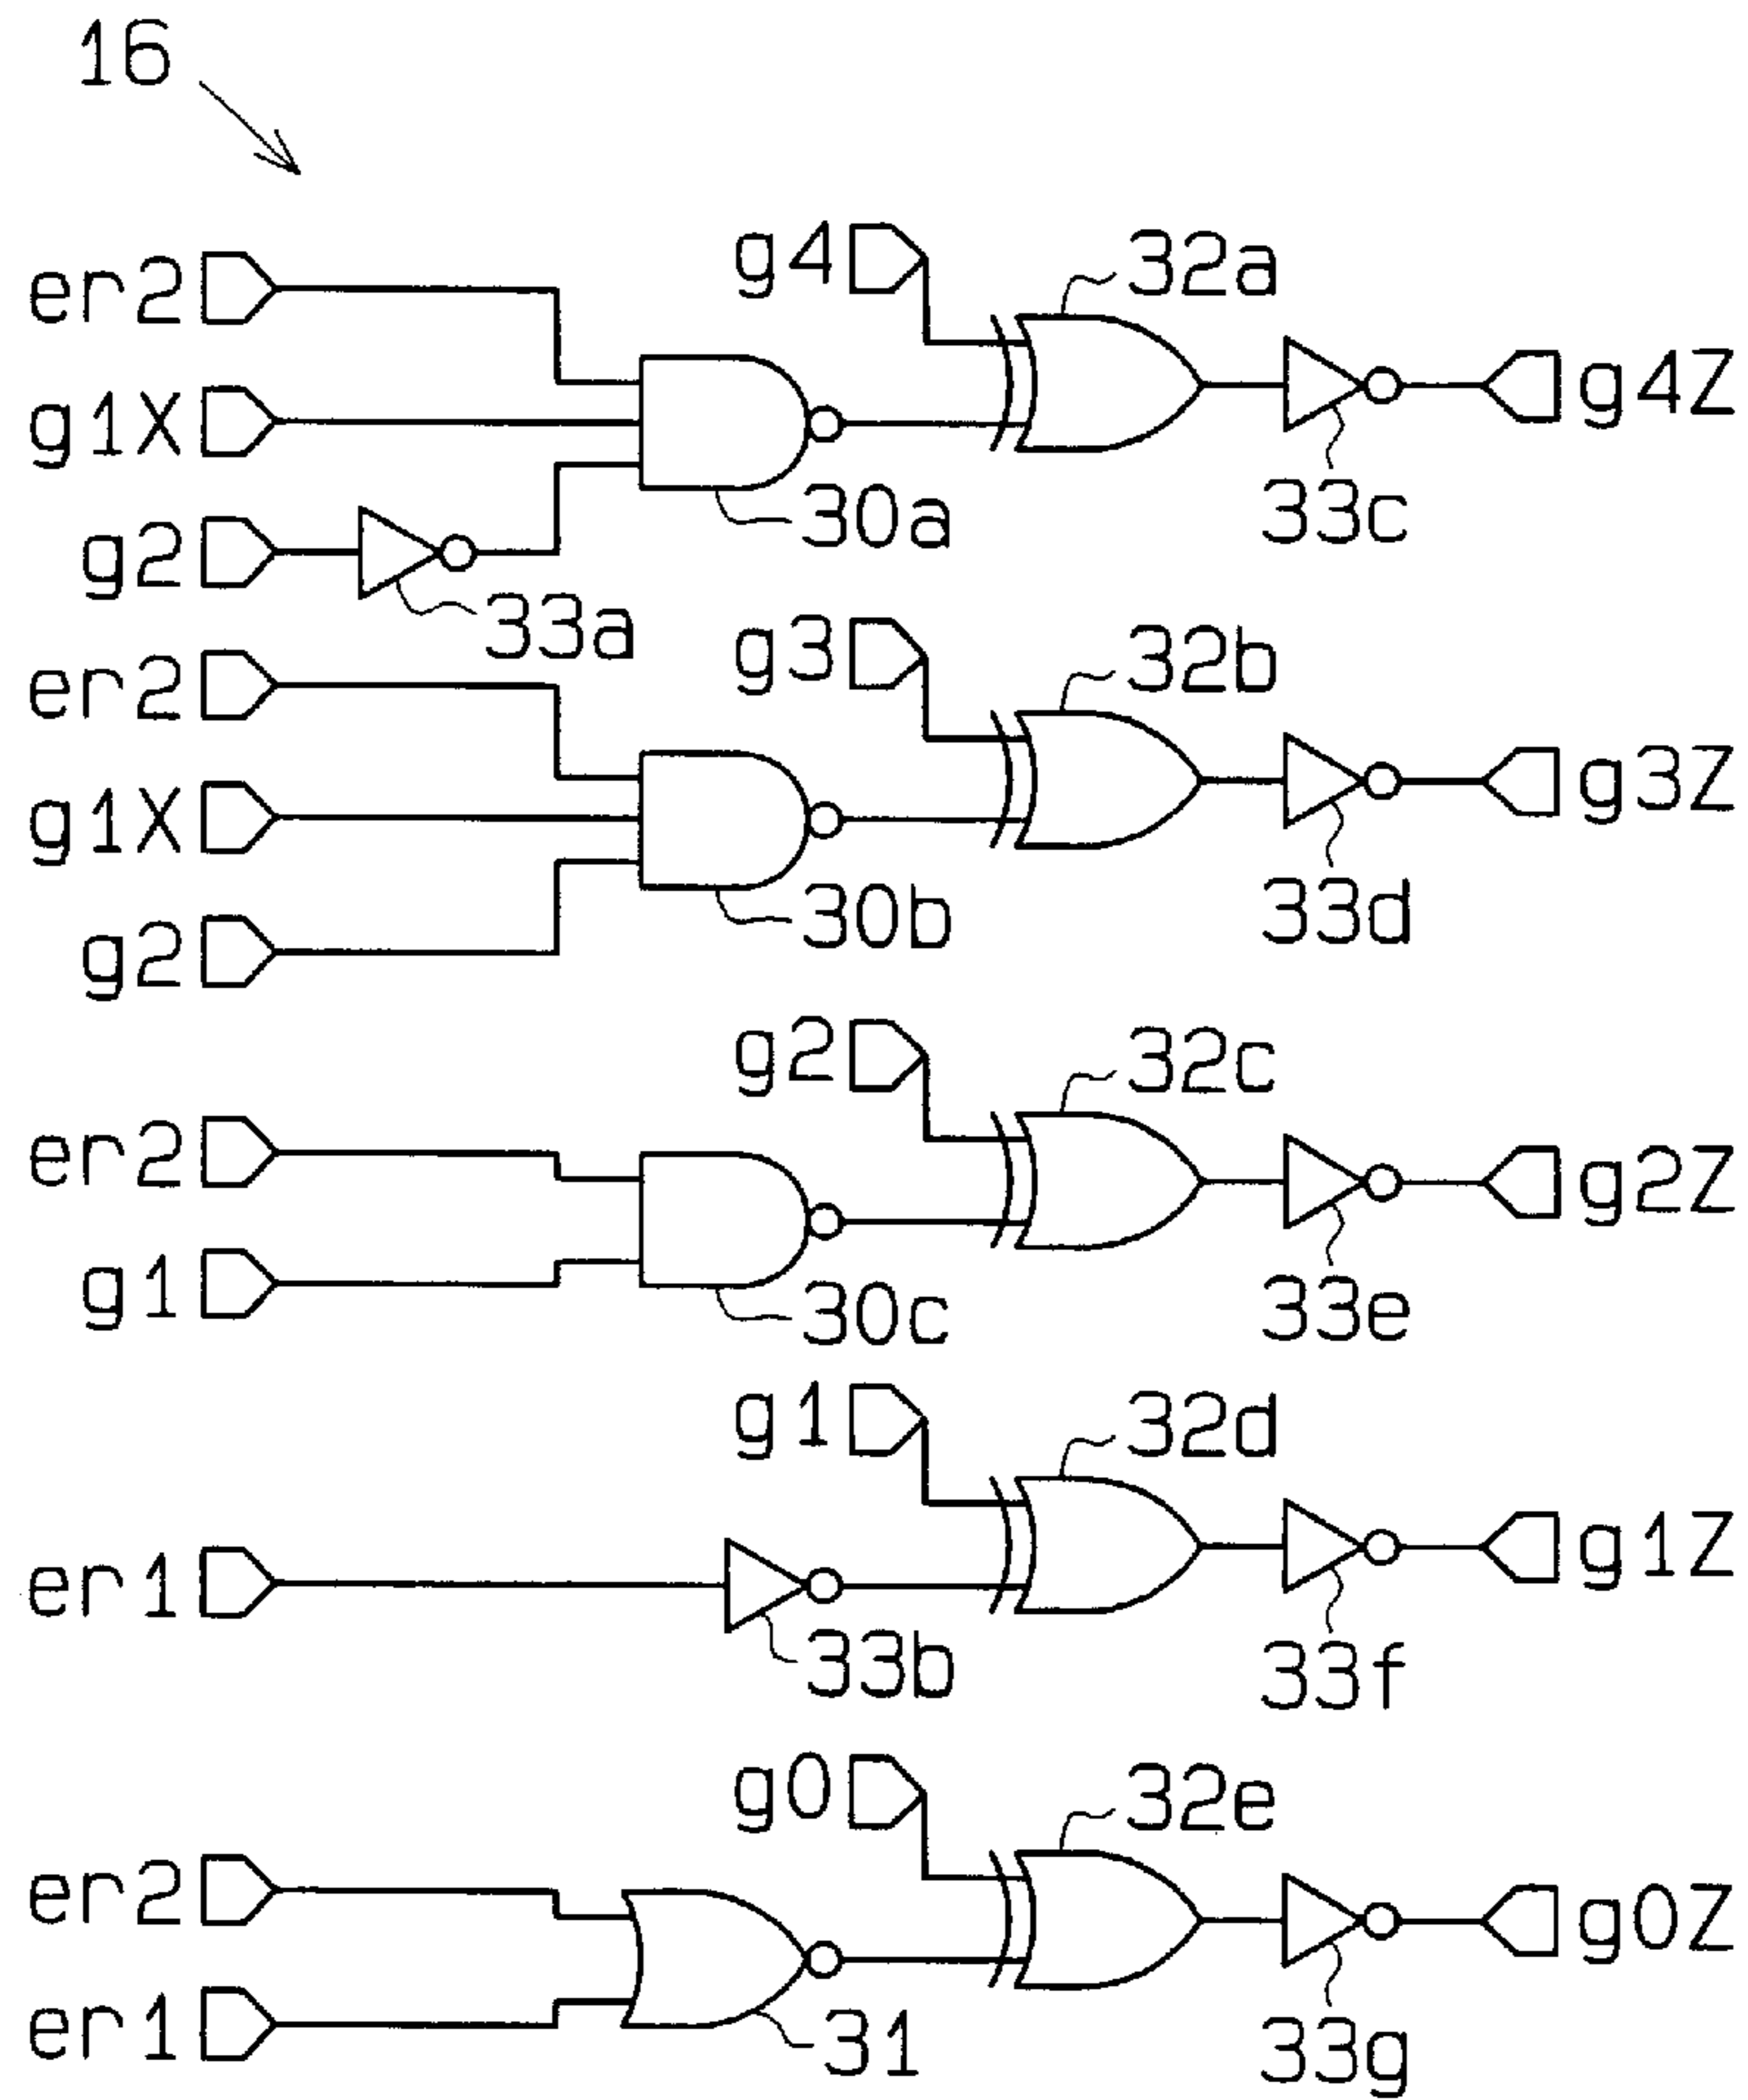 16
g4 32a
er2
g1X g4Z
30a 33c
g2
33a
g3 32b
er2
g1X g3Z
30b 33d
g2
g2 32c
er2 g2Z
g1
30c 33e
g1 32d
er1 g1Z
33b 33f
g0 32e
er2 g0Z
er1 31 33g